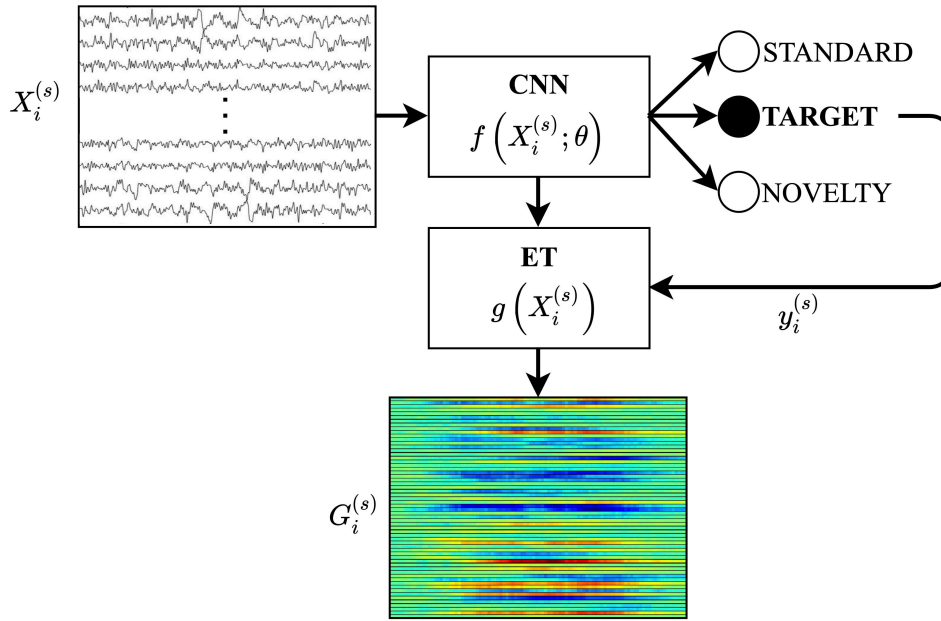 X_i^{(s)}
CNN
f(X_i^{(s)}; θ)
STANDARD
TARGET
NOVELTY
ET
g(X_i^{(s)})
y_i^{(s)}
G_i^{(s)}